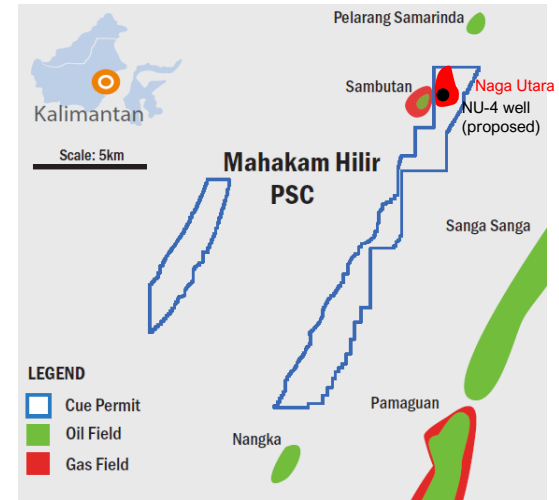 Pelarang Samarinda
Kalimantan
Scale: 5km
Sambutan
Naga Utara
NU-4 well
(proposed)
Mahakam Hilir
PSC
Sanga Sanga
LEGEND
Cue Permit
Oil Field
Gas Field
Pamaguan
Nangka